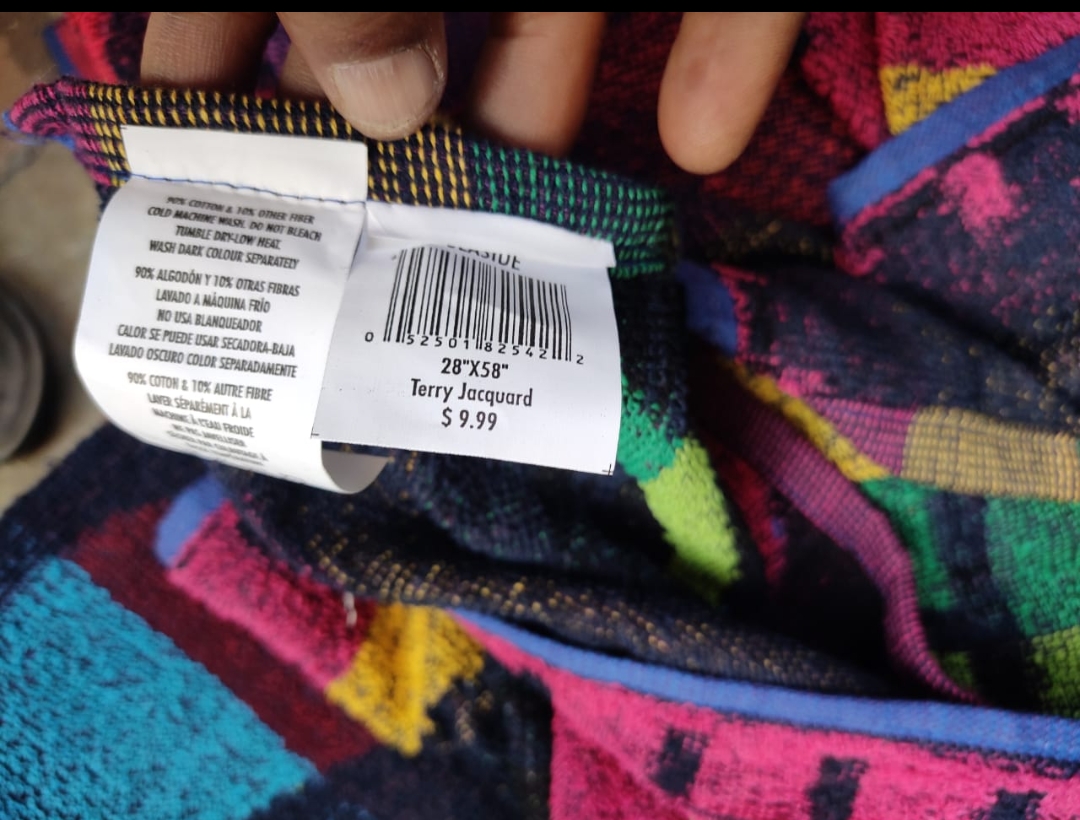 90% COTTON & 10% OTHER FIBER
COLD MACHINE WASH. DO NOT BLEACH
TUMBLE DRY-LOW HEAT.
WASH DARK COLOUR SEPARATELY
90% ALGODÓN Y 10% OTRAS FIBRAS
LAVADO A MÁQUINA FRÍO
NO USA BLANQUEADOR
CALOR SE PUEDE USAR SECADORA-BAJA
LAVADO OSCURO COLOR SEPARADAMENTE
90% COTON & 10% AUTRE FIBRE
LAVER SÉPARÉMENT À LA
MACHINE À L'EAU FROIDE
NE PAS
0 52501 82542 2
28"X58"
Terry Jacquard
$ 9.99